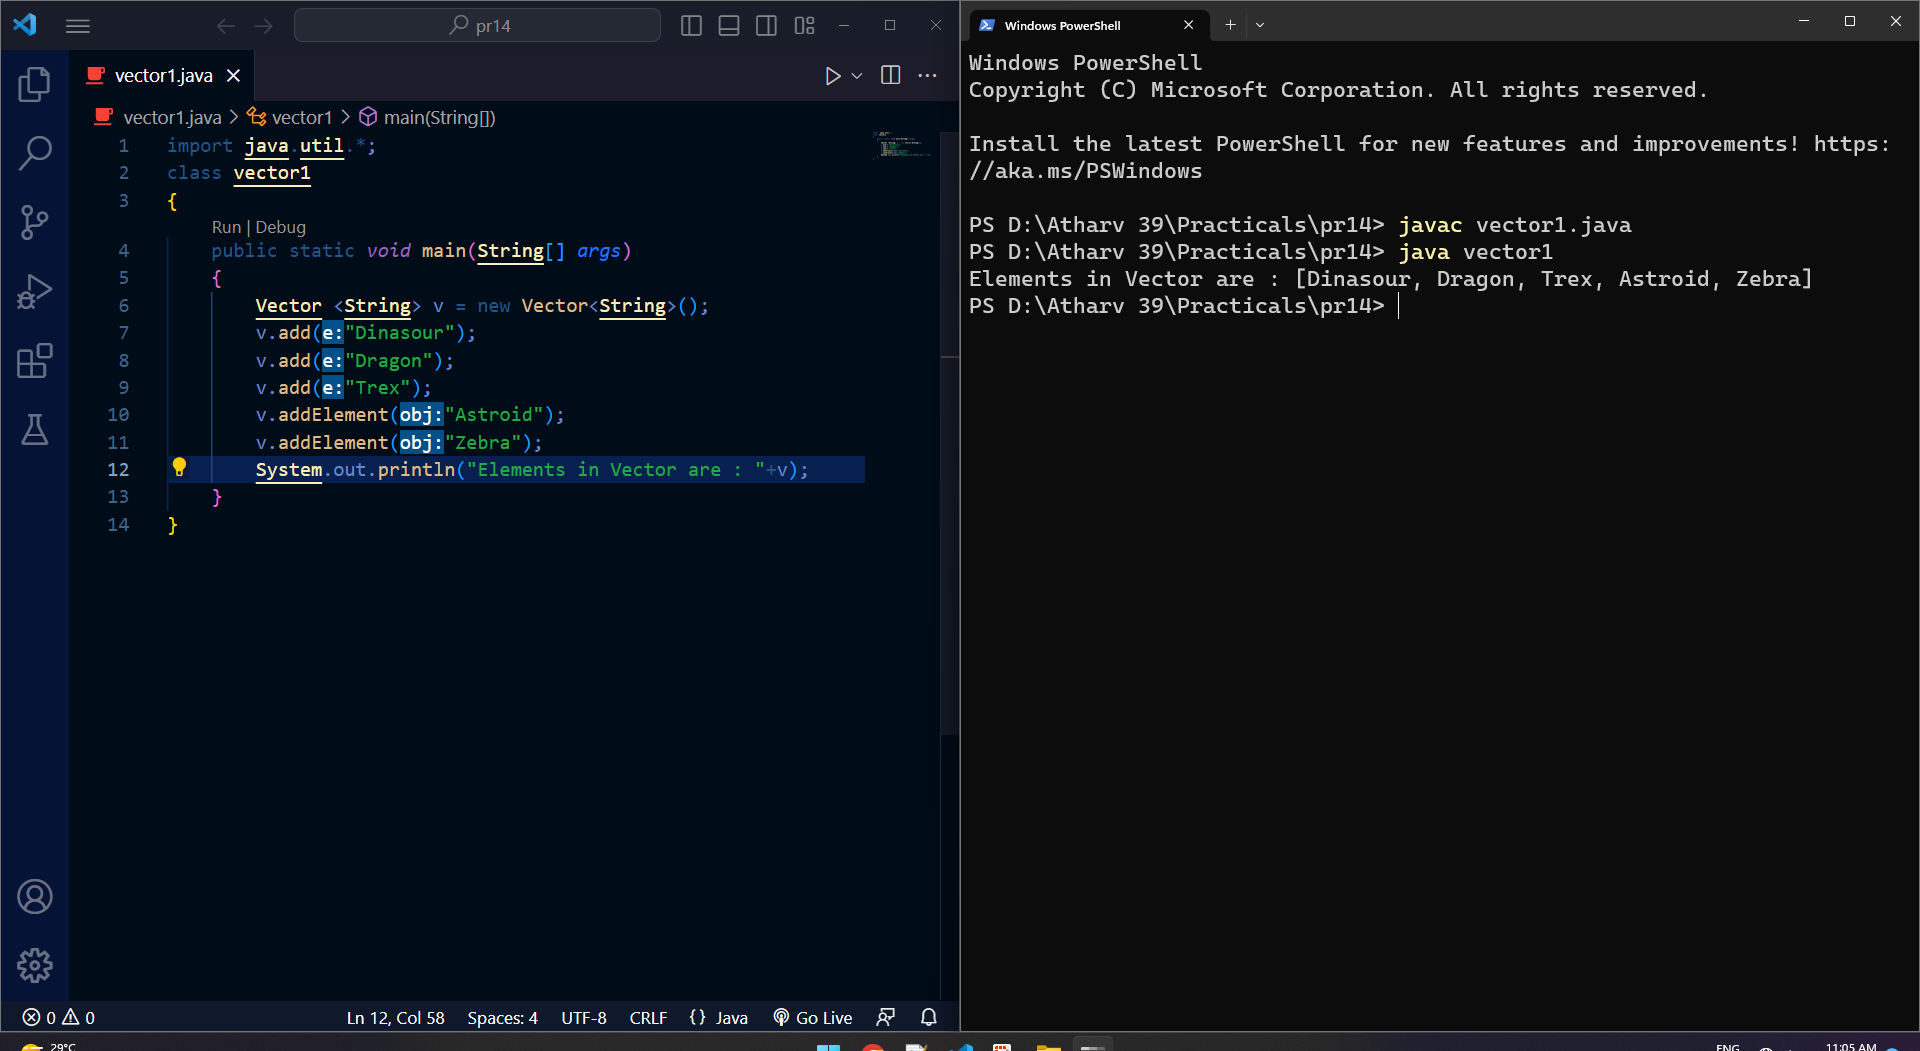 pr14
vector1.java
vector1.java > vector1 > main(String[])
1 import java.util.*;
2 class vector1
3 {
Run | Debug
4 public static void main(String[] args)
5 {
6 Vector <String> v = new Vector<String>();
7 v.add(e:"Dinasour");
8 v.add(e:"Dragon");
9 v.add(e:"Trex");
10 v.addElement(obj:"Astroid");
11 v.addElement(obj:"Zebra");
12 System.out.println("Elements in Vector are : "+v);
13 }
14 }
0 0 Ln 12, Col 58 Spaces: 4 UTF-8 CRLF {} Java Go Live
Windows PowerShell
Windows PowerShell
Copyright (C) Microsoft Corporation. All rights reserved.
Install the latest PowerShell for new features and improvements! https:
//aka.ms/PSWindows
PS D:\Atharv 39\Practicals\pr14> javac vector1.java
PS D:\Atharv 39\Practicals\pr14> java vector1
Elements in Vector are : [Dinasour, Dragon, Trex, Astroid, Zebra]
PS D:\Atharv 39\Practicals\pr14>
29°C
ENG
11:05 AM